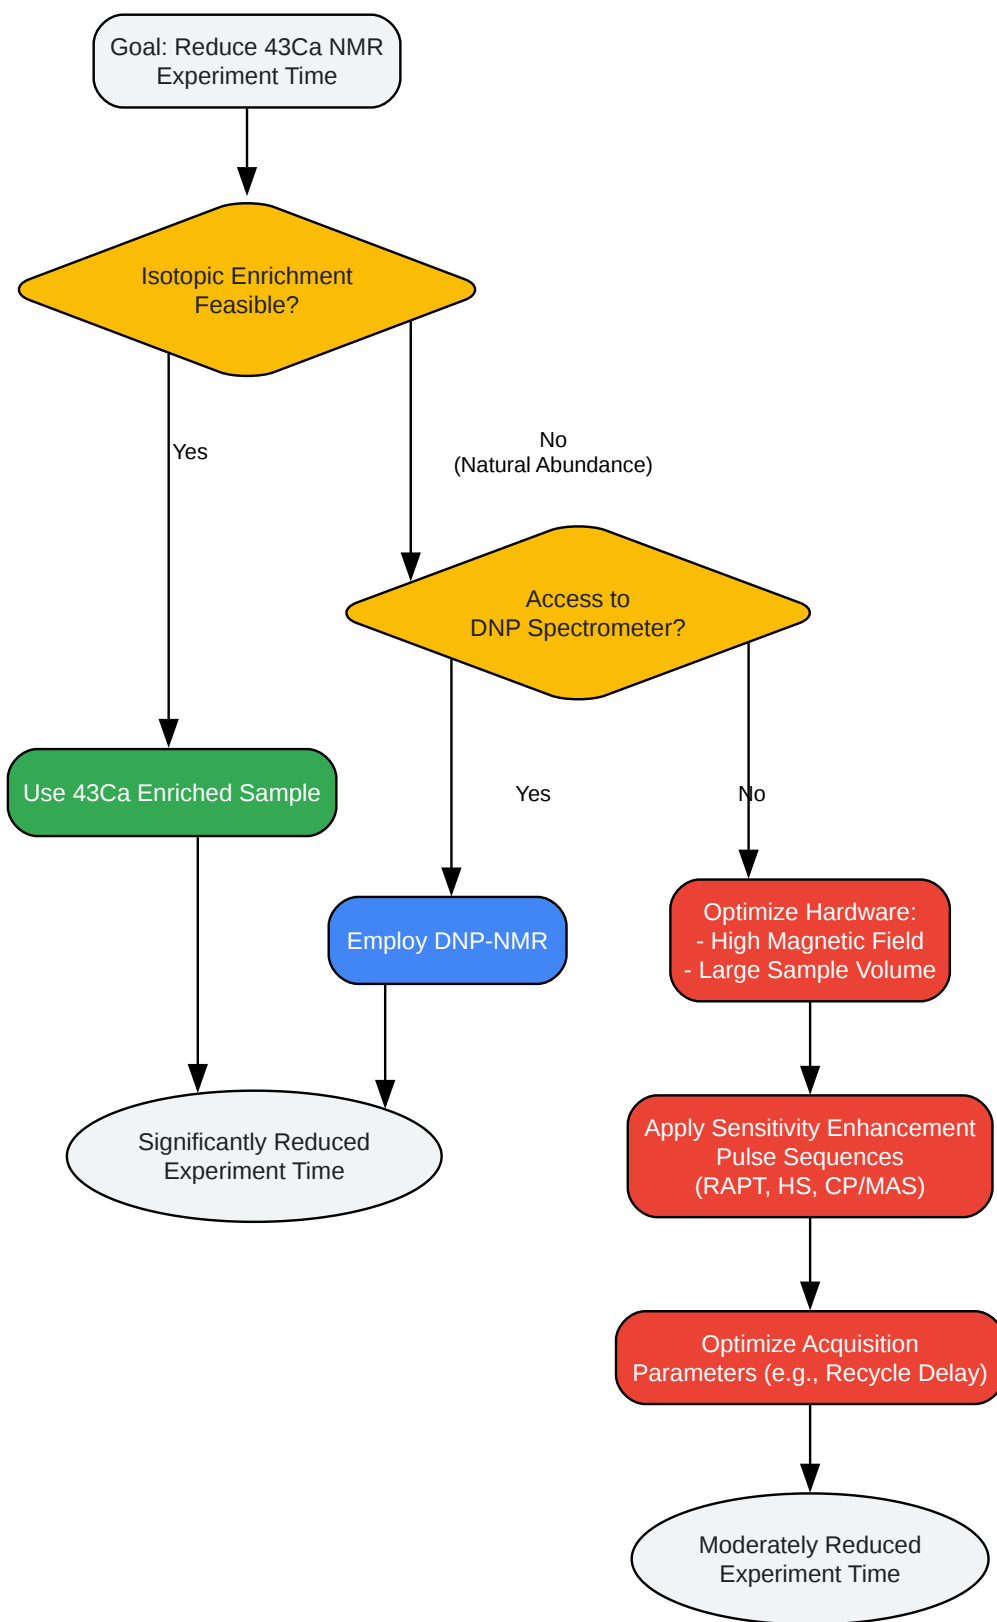 Goal: Reduce 43Ca NMR
Experiment Time
Isotopic Enrichment
Feasible?
Yes
No
(Natural Abundance)
Access to
DNP Spectrometer?
Use 43Ca Enriched Sample
Yes
No
Employ DNP-NMR
Optimize Hardware:
- High Magnetic Field
- Large Sample Volume
Significantly Reduced
Experiment Time
Apply Sensitivity Enhancement
Pulse Sequences
(RAPT, HS, CP/MAS)
Optimize Acquisition
Parameters (e.g., Recycle Delay)
Moderately Reduced
Experiment Time